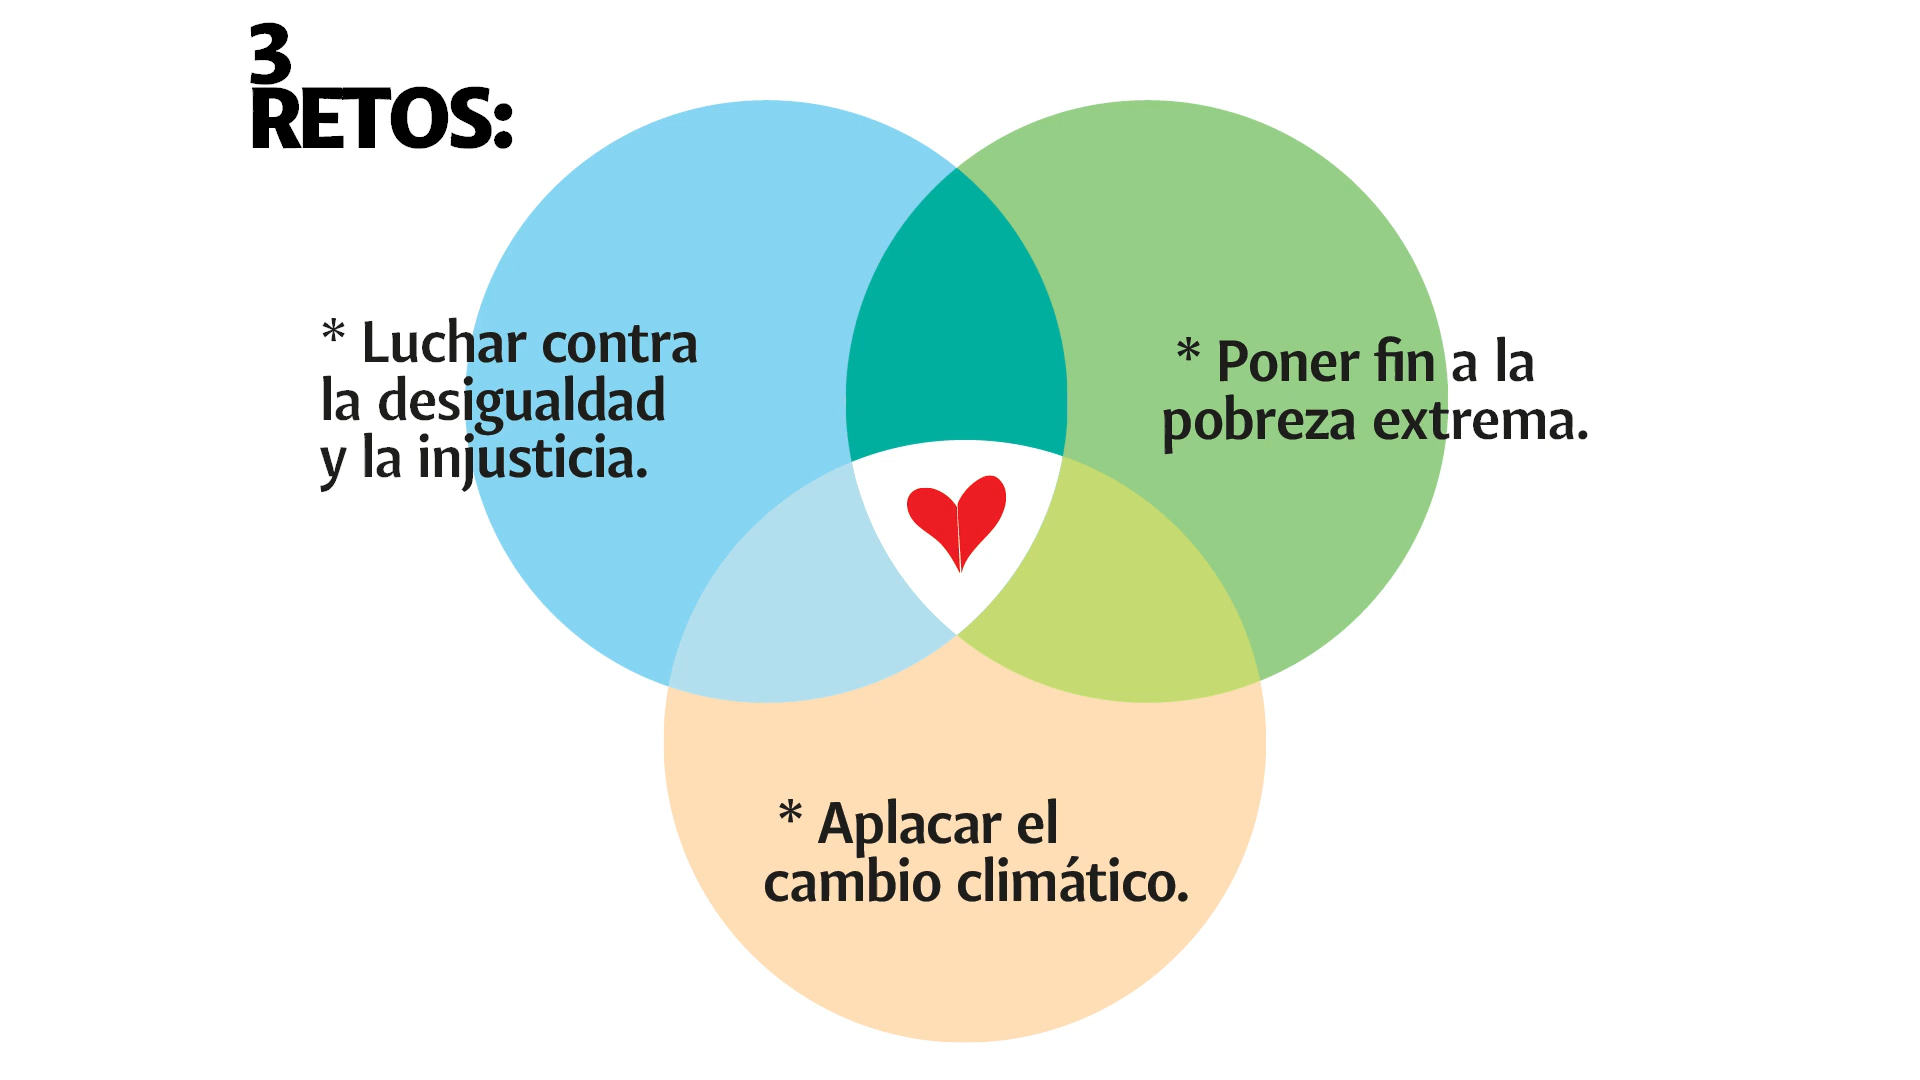 3
RETOS:
* Luchar contra
la desigualdad
y la injusticia.
* Poner fin a la
pobreza extrema.
* Aplacar el
cambio climático.